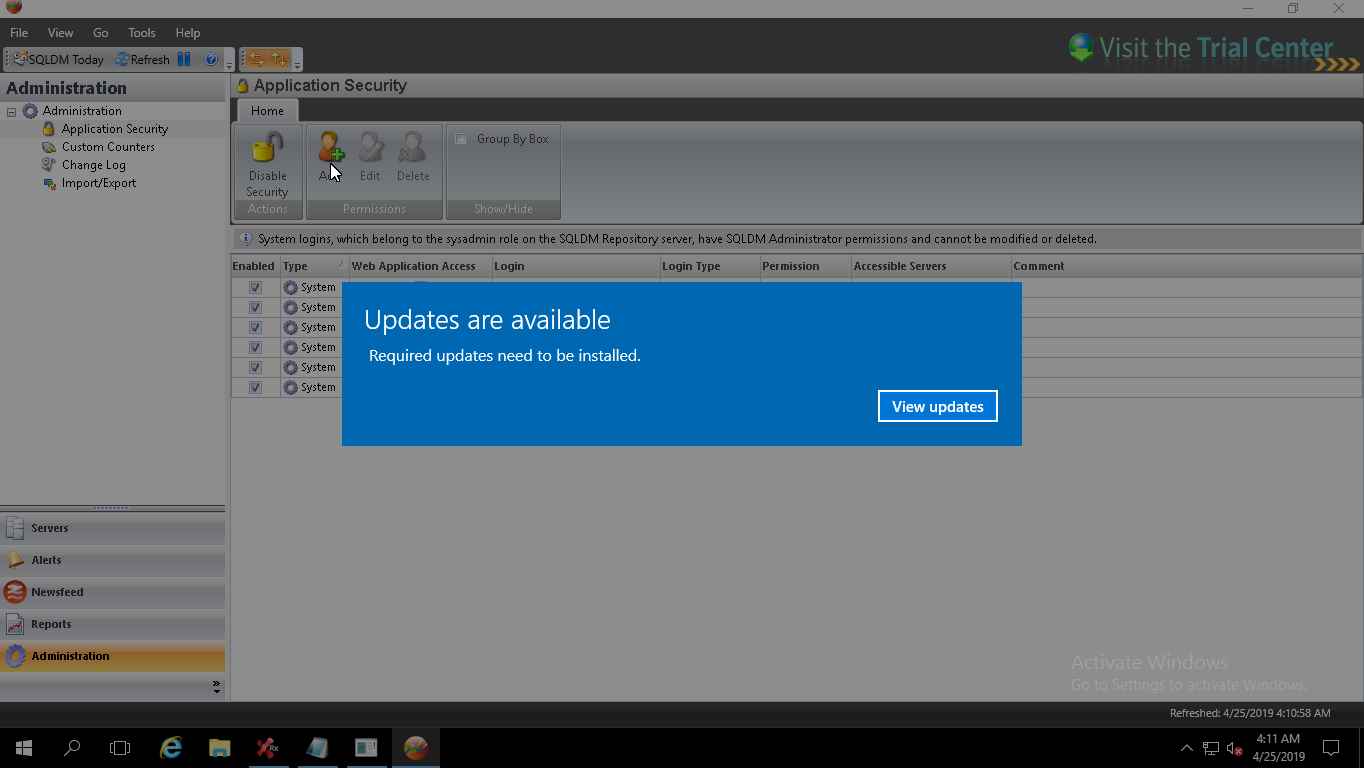 File View Go Tools Help
SQLDM Today Refresh
Visit the Trial Center
Administration
Application Security
Administration
Application Security
Custom Counters
Change Log
Import/Export
Home
Disable Security
Edit
Delete
Group By Box
Actions
Permissions
Show/Hide
System logins, which belong to the sysadmin role on the SQLDM Repository server, have SQLDM Administrator permissions and cannot be modified or deleted.
Enabled Type Web Application Access Login Login Type Permission Accessible Servers Comment
System
System
System
System
System
System
Updates are available
Required updates need to be installed.
View updates
Servers
Alerts
Newsfeed
Reports
Administration
Activate Windows
Go to Settings to activate Windows.
Refreshed: 4/25/2019 4:10:58 AM
Rx
4:11 AM
4/25/2019